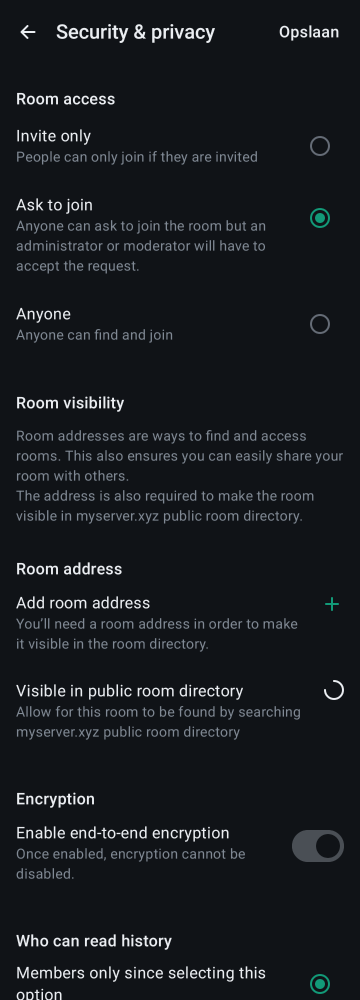 Security & privacy
Opslaan
Room access
Invite only
People can only join if they are invited
Ask to join
Anyone can ask to join the room but an
administrator or moderator will have to
accept the request.
Anyone
Anyone can find and join
Room visibility
Room addresses are ways to find and access
rooms. This also ensures you can easily share your
room with others.
The address is also required to make the room
visible in myserver.xyz public room directory.
Room address
Add room address
You'll need a room address in order to make
it visible in the room directory.
Visible in public room directory
Allow for this room to be found by searching
myserver.xyz public room directory
Encryption
Enable end-to-end encryption
Once enabled, encryption cannot be
disabled.
Who can read history
Members only since selecting this
option